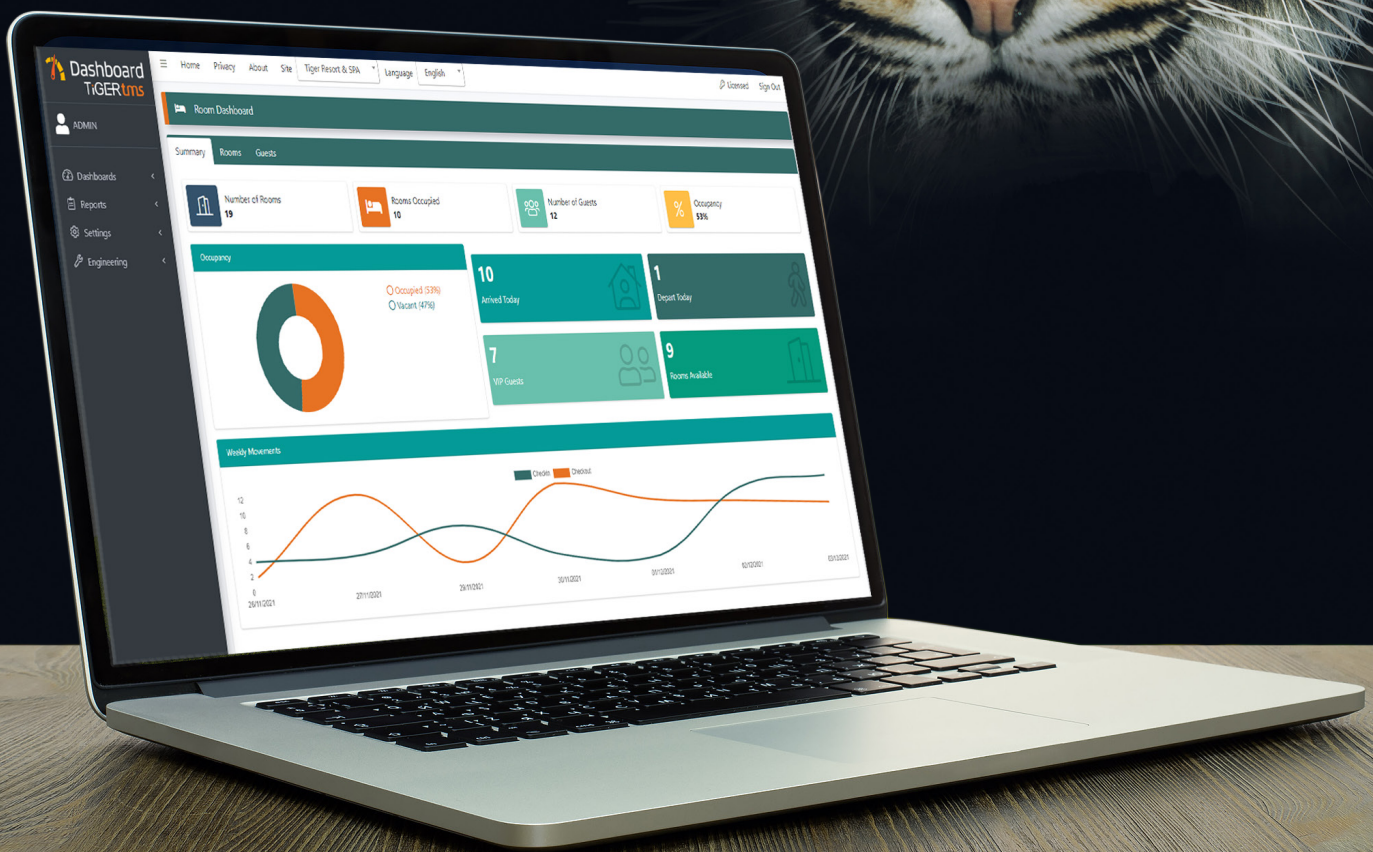 Dashboard
TiGERtms
ADMIN
Dashboards
Reports
Settings
Engineering
Home Privacy About Site Tiger Resort & SPA Language English Licensed Sign Out
Room Dashboard
Summary Rooms Guests
Number of Rooms
19
Rooms Occupied
10
Number of Guests
12
Occupancy
53%
Occupancy
Occupied (53%)
Vacant (47%)
10
Arrived Today
1
Depart Today
7
VIP Guests
9
Rooms Available
Weekly Movements
Checkin Checkout
12
10
8
6
4
2
0
26/11/2021 27/11/2021 29/11/2021 30/11/2021 01/12/2021 02/12/2021 03/12/2021